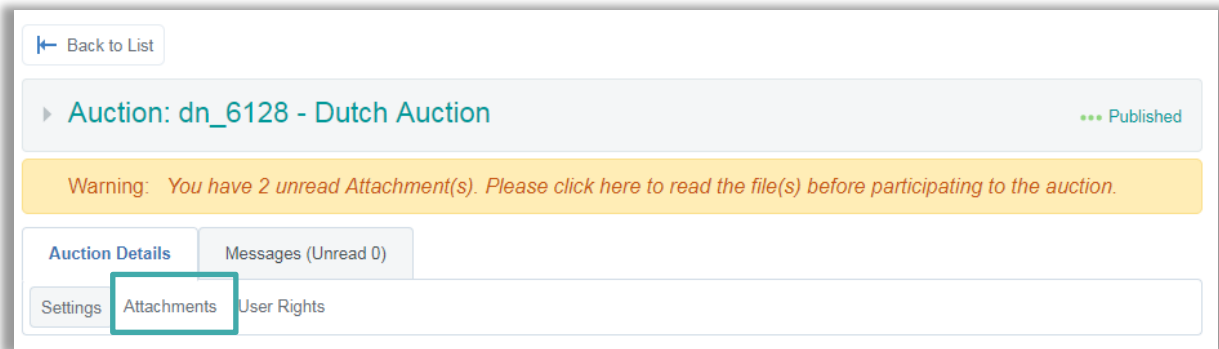 Back to List
Auction: dn_6128 - Dutch Auction
Published
Warning: You have 2 unread Attachment(s). Please click here to read the file(s) before participating to the auction.
Auction Details Messages (Unread 0)
Settings Attachments User Rights